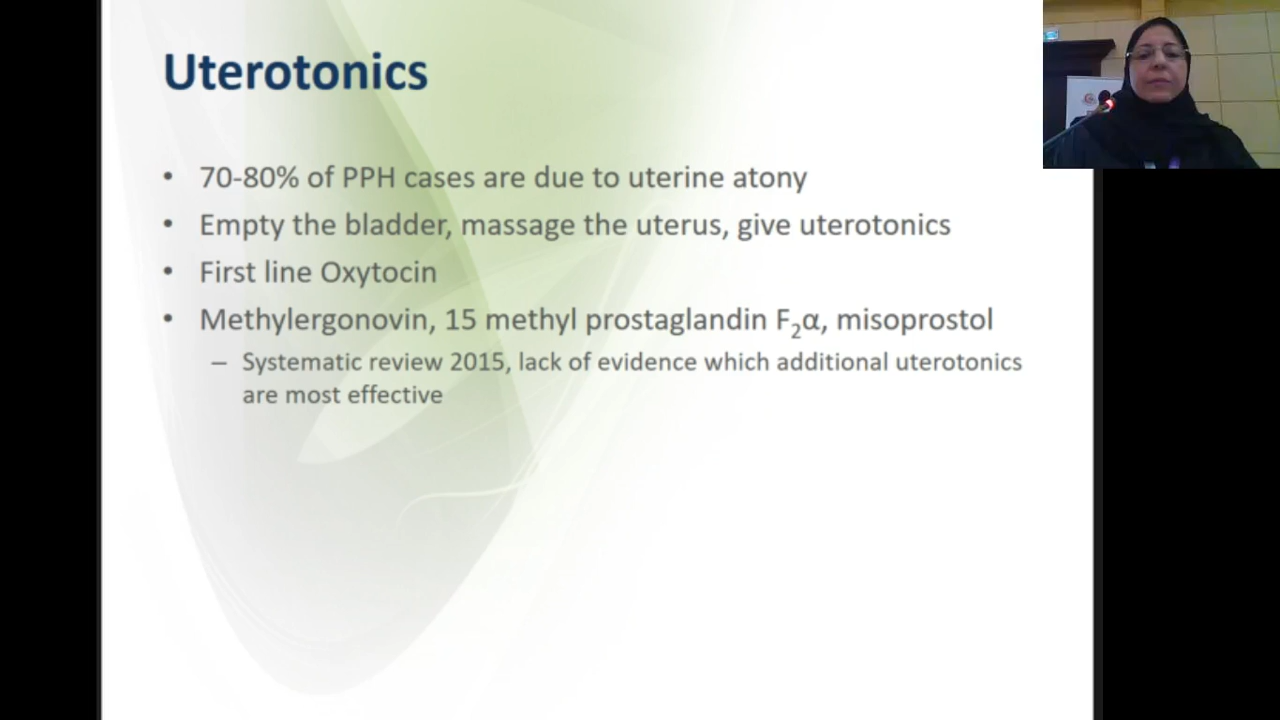 Uterotonics
• 70-80% of PPH cases are due to uterine atony
• Empty the bladder, massage the uterus, give uterotonics
• First line Oxytocin
• Methylergonovin, 15 methyl prostaglandin F₂α, misoprostol
– Systematic review 2015, lack of evidence which additional uterotonics
are most effective